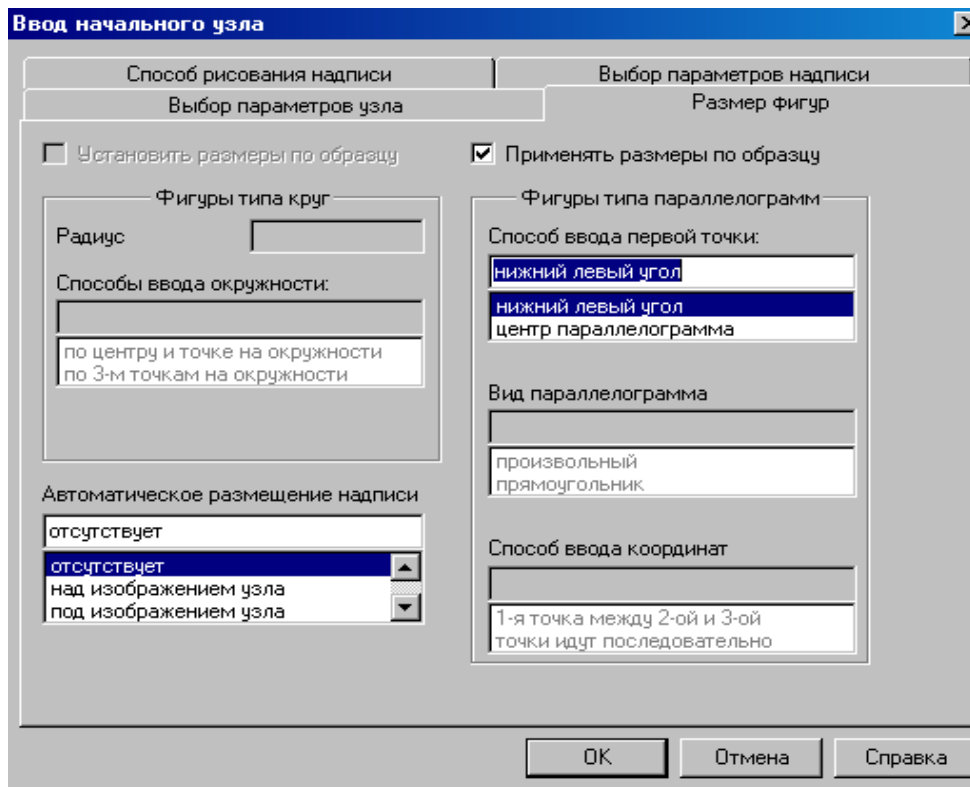 Ввод начального узла
Способ рисования надписи
Выбор параметров надписи
Выбор параметров узла
Размер фигур
Установить размеры по образцу
Применять размеры по образцу
Фигуры типа круг
Радиус
Способы ввода окружности:
по центру и точке на окружности
по 3-м точкам на окружности
Автоматическое размещение надписи
отсутствует
отсутствует
над изображением узла
под изображением узла
Фигуры типа параллелограмм
Способ ввода первой точки:
нижний левый угол
нижний левый угол
центр параллелограмма
Вид параллелограмма
произвольный
прямоугольник
Способ ввода координат
1-я точка между 2-ой и 3-ой
точки идут последовательно
OK
Отмена
Справка